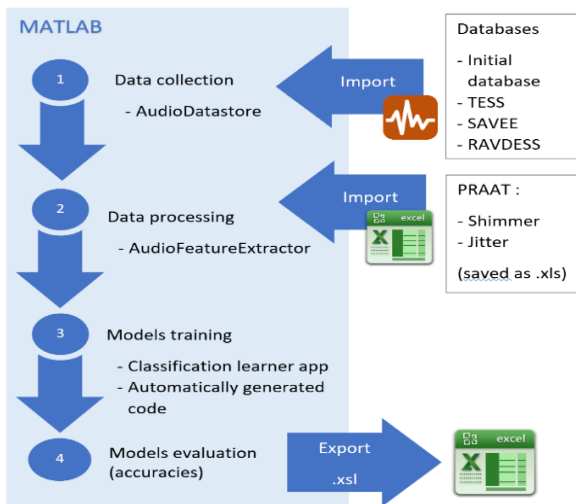 MATLAB
1
Data collection
- AudioDatastore
Import
Databases
- Initial
database
- TESS
- SAVEE
- RAVDESS
2
Data processing
- AudioFeatureExtractor
Import
excel
PRAAT :
- Shimmer
- Jitter
(saved as .xls)
3
Models training
- Classification learner app
- Automatically generated
code
4
Models evaluation
(accuracies)
Export
.xsl
excel